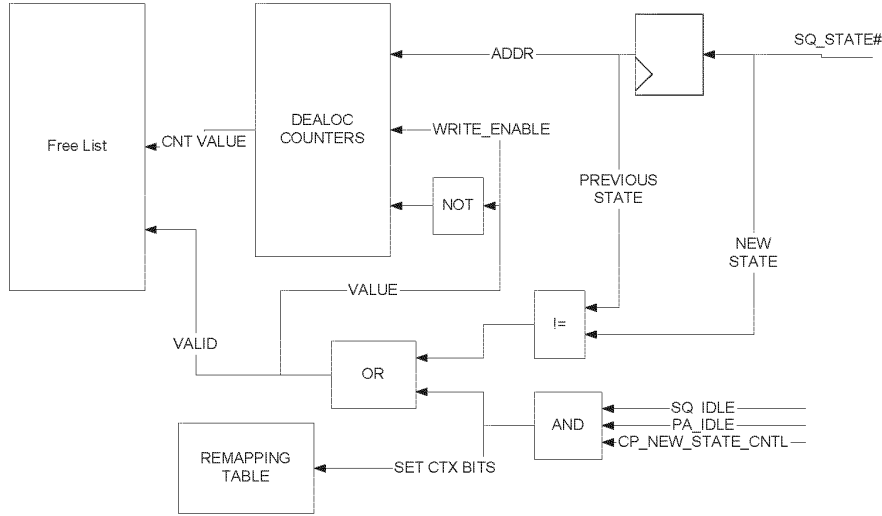 SQ_STATE#
ADDR
DEALOC
COUNTERS
WRITE_ENABLE
Free List
CNT VALUE
PREVIOUS
STATE
NOT
NEW
STATE
VALUE
!=
VALID
OR
SQ_IDLE
AND
PA_IDLE
CP_NEW_STATE_CNTL
REMAPPING
TABLE
SET CTX BITS